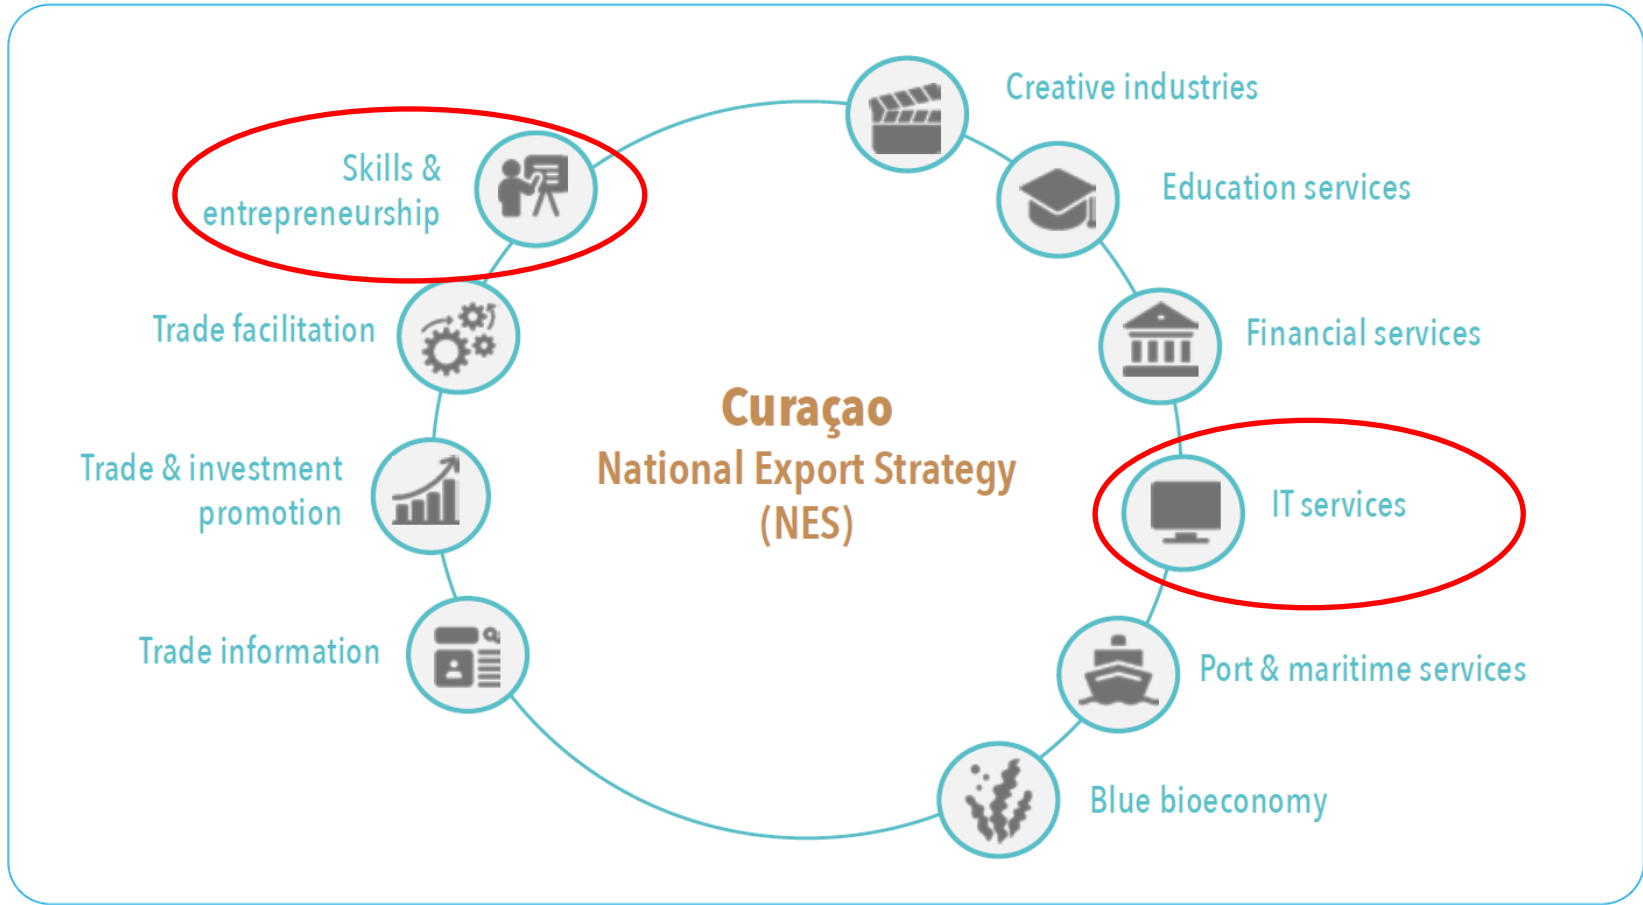 Creative industries
Skills &
entrepreneurship
Education services
Trade facilitation
Financial services
Curaçao
National Export Strategy
(NES)
Trade & investment
promotion
IT services
Trade information
Port & maritime services
Blue bioeconomy